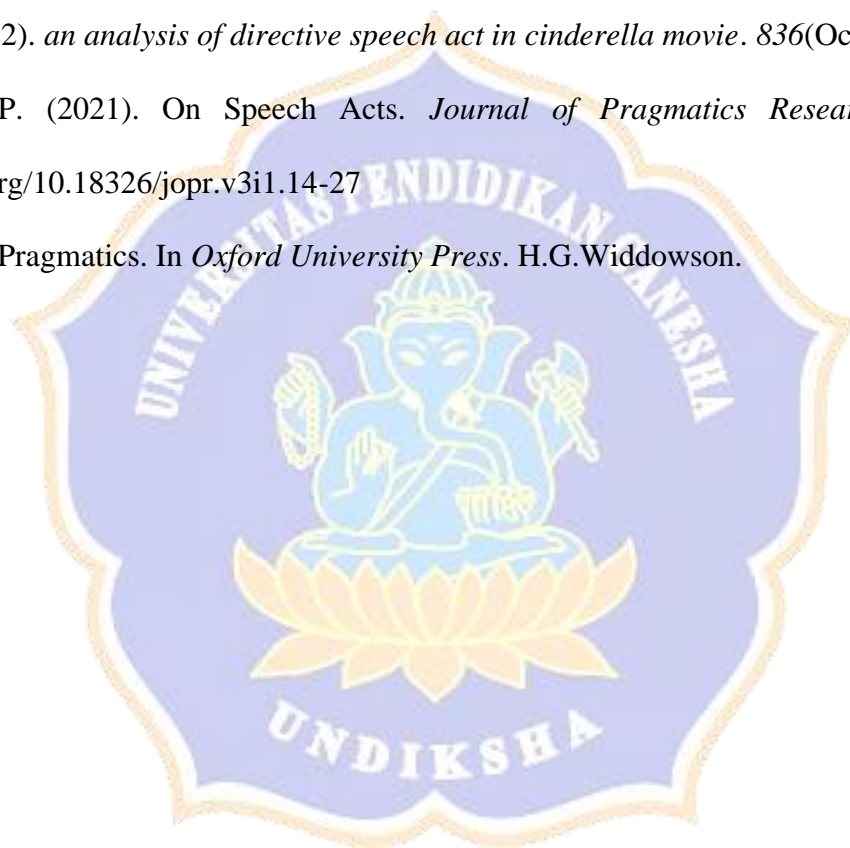 2). an analysis of directive speech act in cinderella movie. 836(Oc
P. (2021). On Speech Acts. Journal of Pragmatics Resear
rg/10.18326/jopr.v3i1.14-27
Pragmatics. In Oxford University Press. H.G.Widdowson.
UNIVERSITAS PENDIDIKAN GANESHA
UNDIKSHA